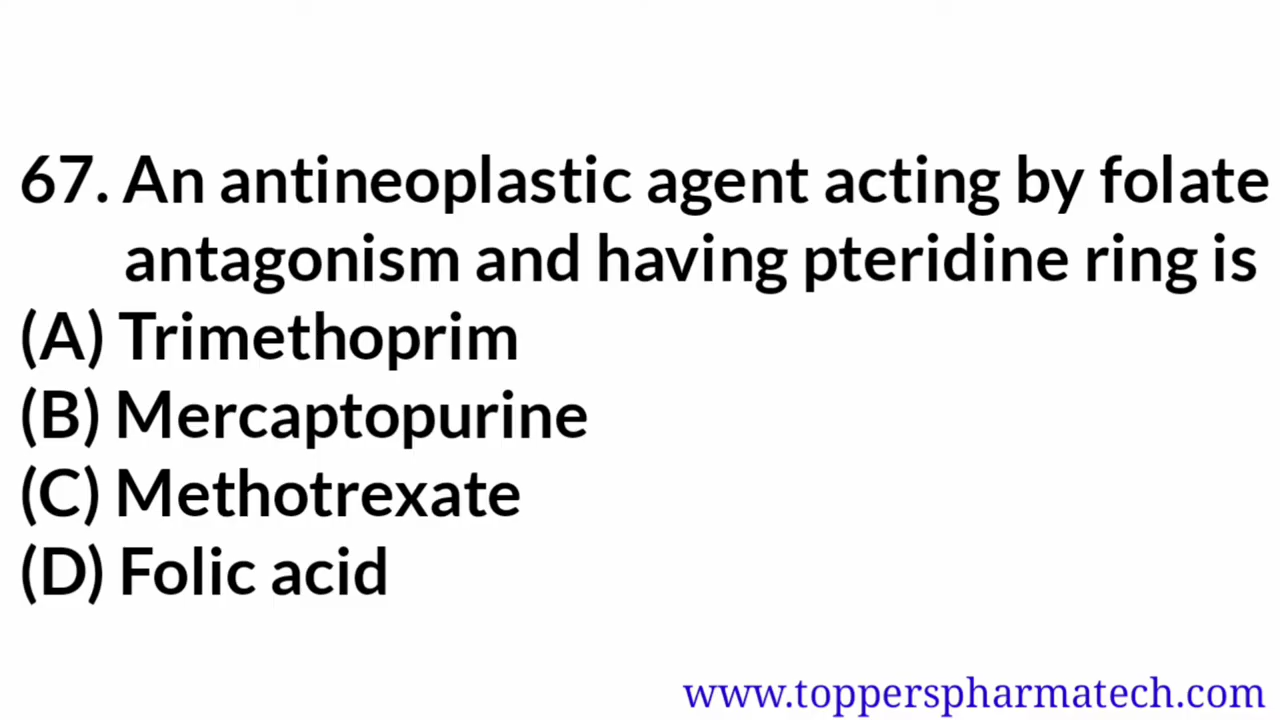 67. An antineoplastic agent acting by folate
antagonism and having pteridine ring is
(A) Trimethoprim
(B) Mercaptopurine
(C) Methotrexate
(D) Folic acid
www.topperspharmatech.com